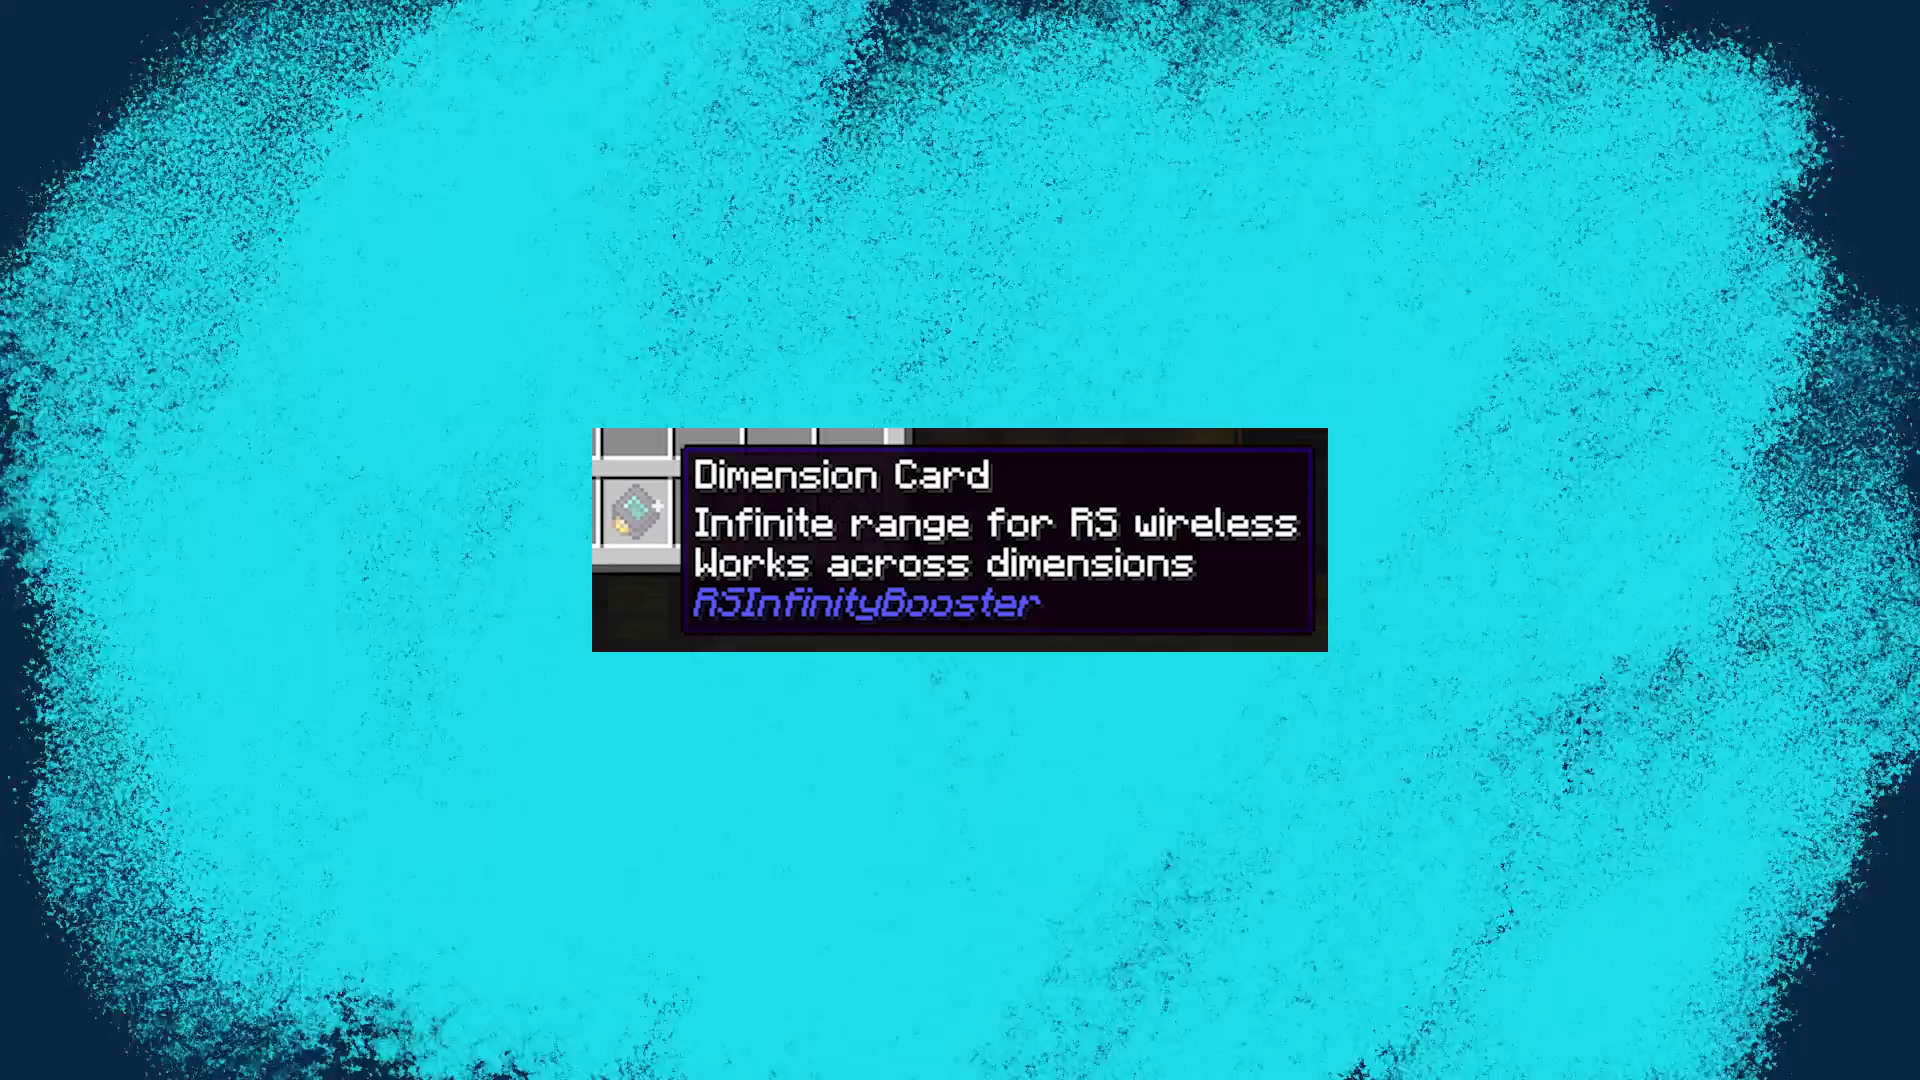 Dimension Card
Infinite range for RS wireless
Works across dimensions
RSInfinityBooster